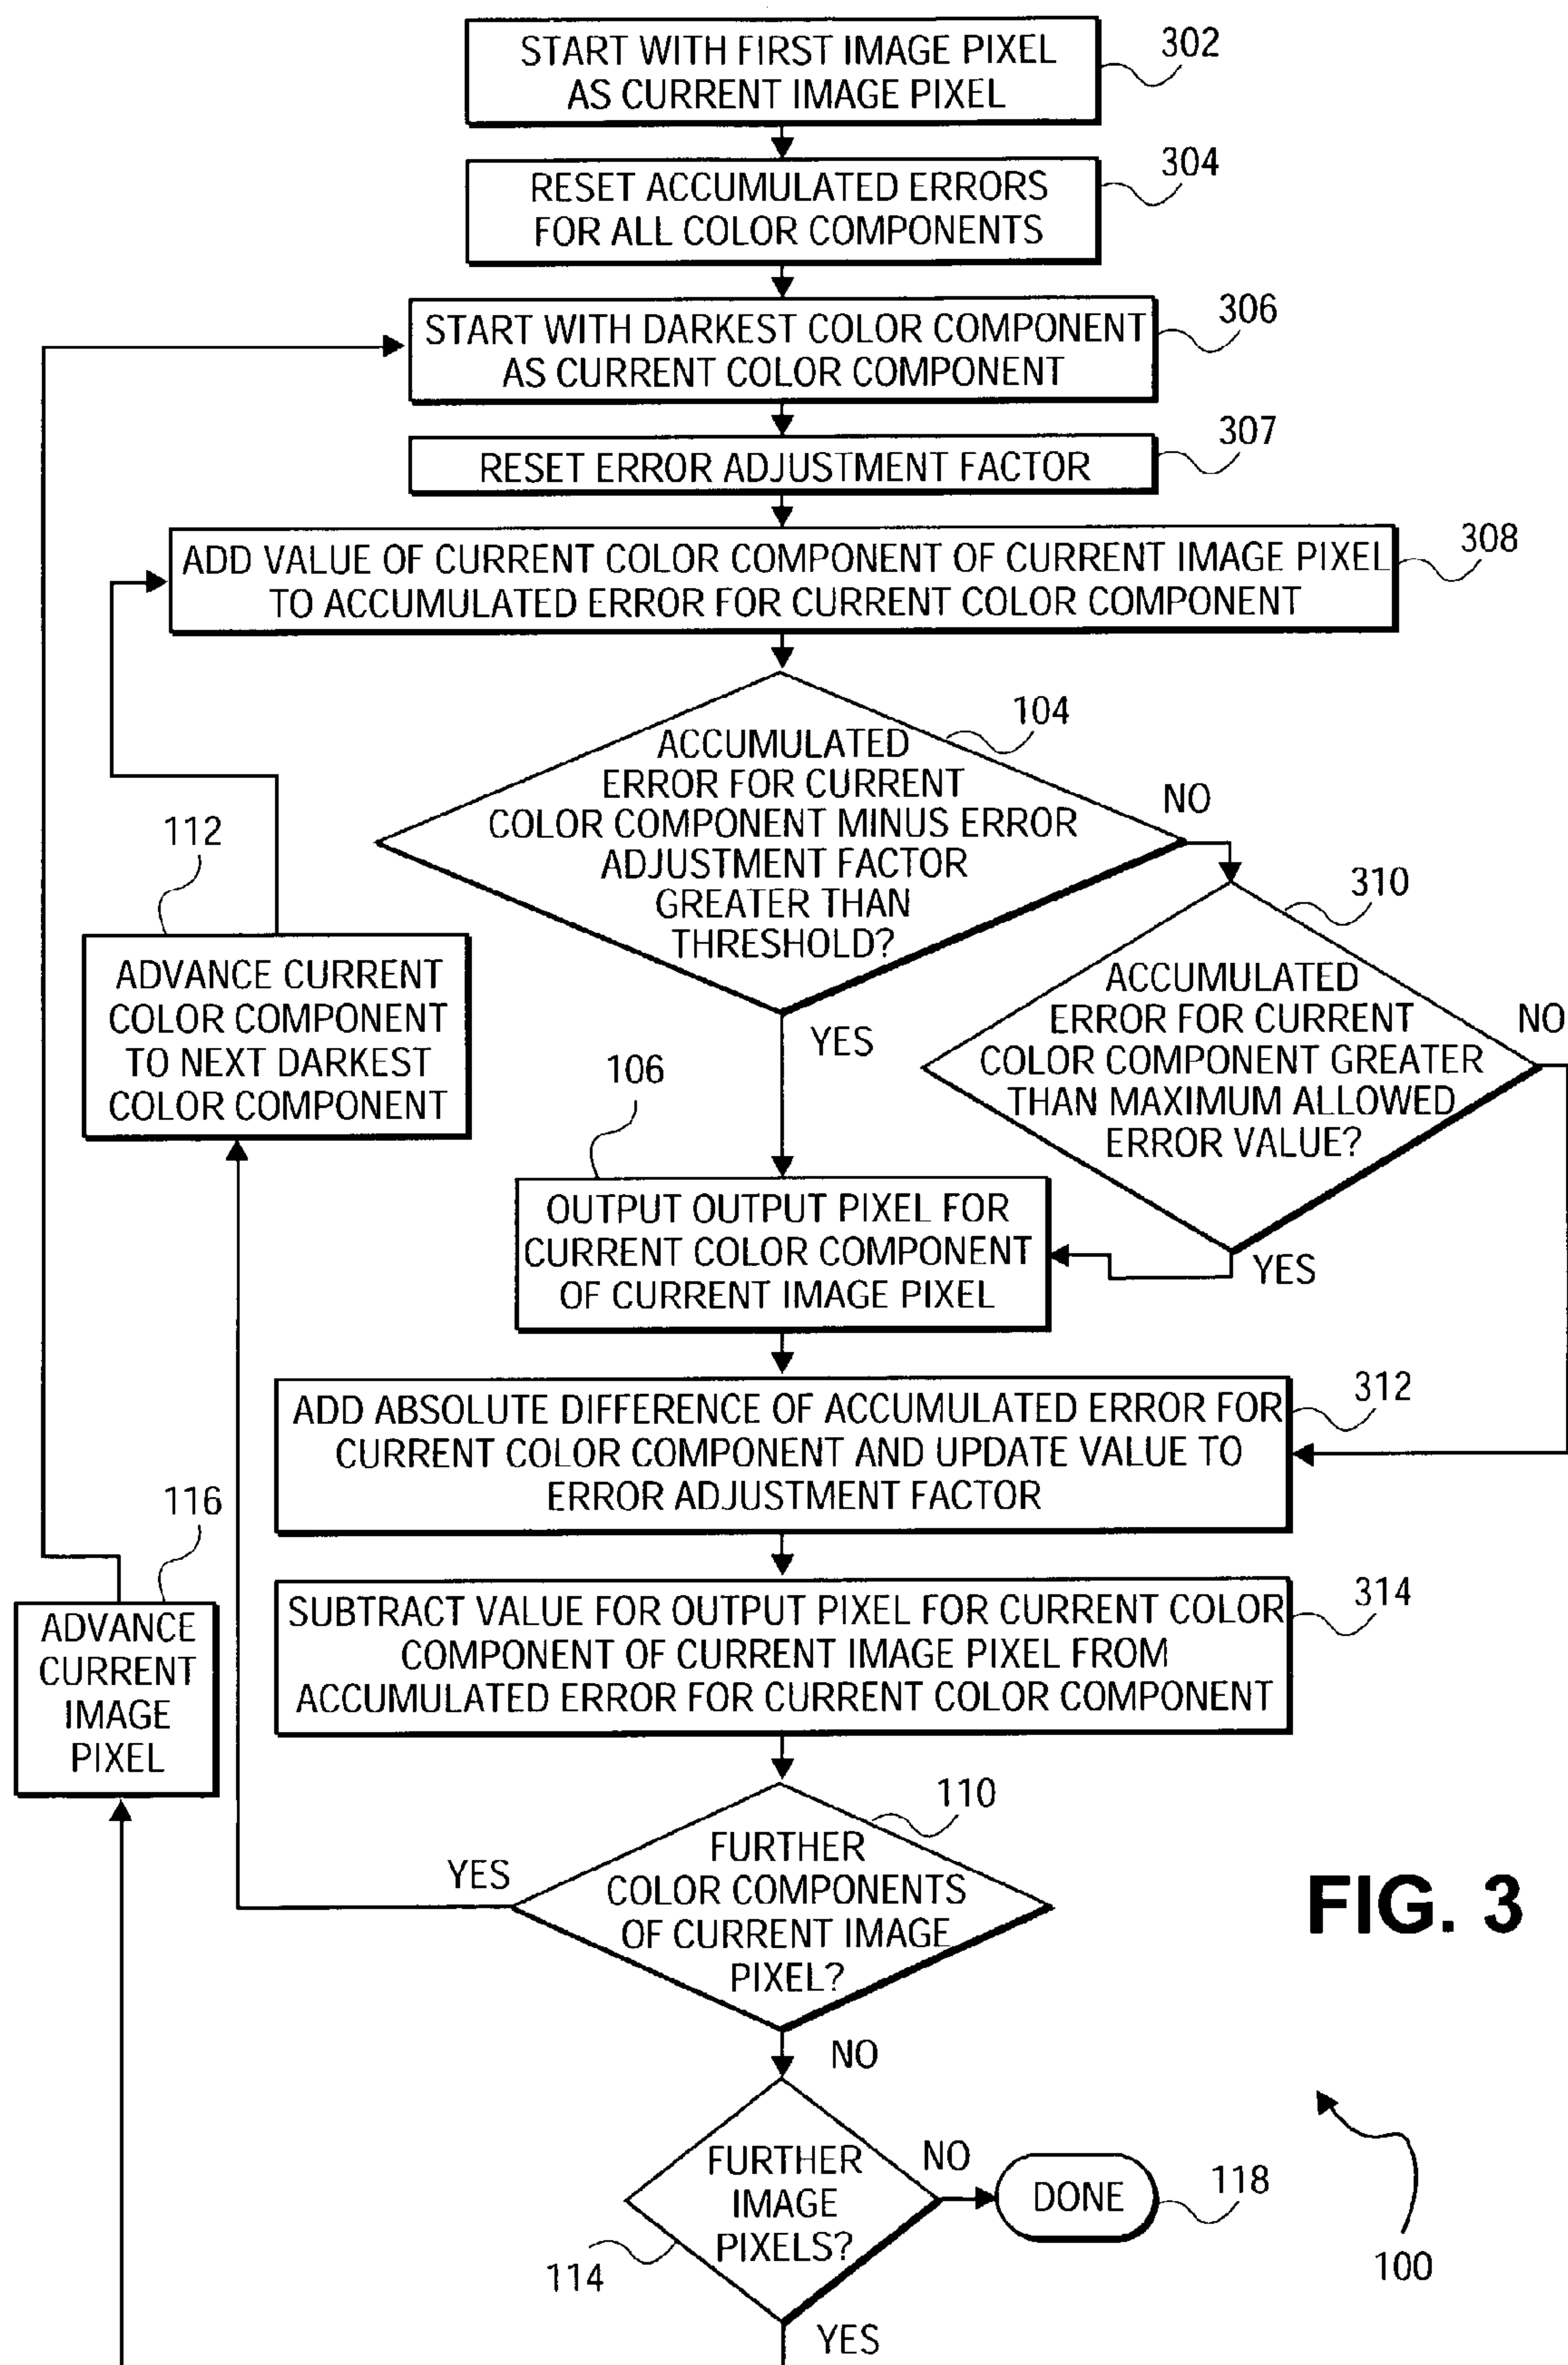 START WITH FIRST IMAGE PIXEL
AS CURRENT IMAGE PIXEL
302
RESET ACCUMULATED ERRORS
FOR ALL COLOR COMPONENTS
304
START WITH DARKEST COLOR COMPONENT
AS CURRENT COLOR COMPONENT
306
RESET ERROR ADJUSTMENT FACTOR
307
ADD VALUE OF CURRENT COLOR COMPONENT OF CURRENT IMAGE PIXEL
TO ACCUMULATED ERROR FOR CURRENT COLOR COMPONENT
308
ACCUMULATED
ERROR FOR CURRENT
COLOR COMPONENT MINUS ERROR
ADJUSTMENT FACTOR
GREATER THAN
THRESHOLD?
104
NO
YES
112
ADVANCE CURRENT
COLOR COMPONENT
TO NEXT DARKEST
COLOR COMPONENT
310
ACCUMULATED
ERROR FOR CURRENT
COLOR COMPONENT GREATER
THAN MAXIMUM ALLOWED
ERROR VALUE?
NO
YES
106
OUTPUT OUTPUT PIXEL FOR
CURRENT COLOR COMPONENT
OF CURRENT IMAGE PIXEL
ADD ABSOLUTE DIFFERENCE OF ACCUMULATED ERROR FOR
CURRENT COLOR COMPONENT AND UPDATE VALUE TO
ERROR ADJUSTMENT FACTOR
312
116
ADVANCE
CURRENT
IMAGE
PIXEL
SUBTRACT VALUE FOR OUTPUT PIXEL FOR CURRENT COLOR
COMPONENT OF CURRENT IMAGE PIXEL FROM
ACCUMULATED ERROR FOR CURRENT COLOR COMPONENT
314
110
FURTHER
COLOR COMPONENTS
OF CURRENT IMAGE
PIXEL?
YES
NO
FIG. 3
FURTHER
IMAGE
PIXELS?
114
NO
YES
DONE
118
100